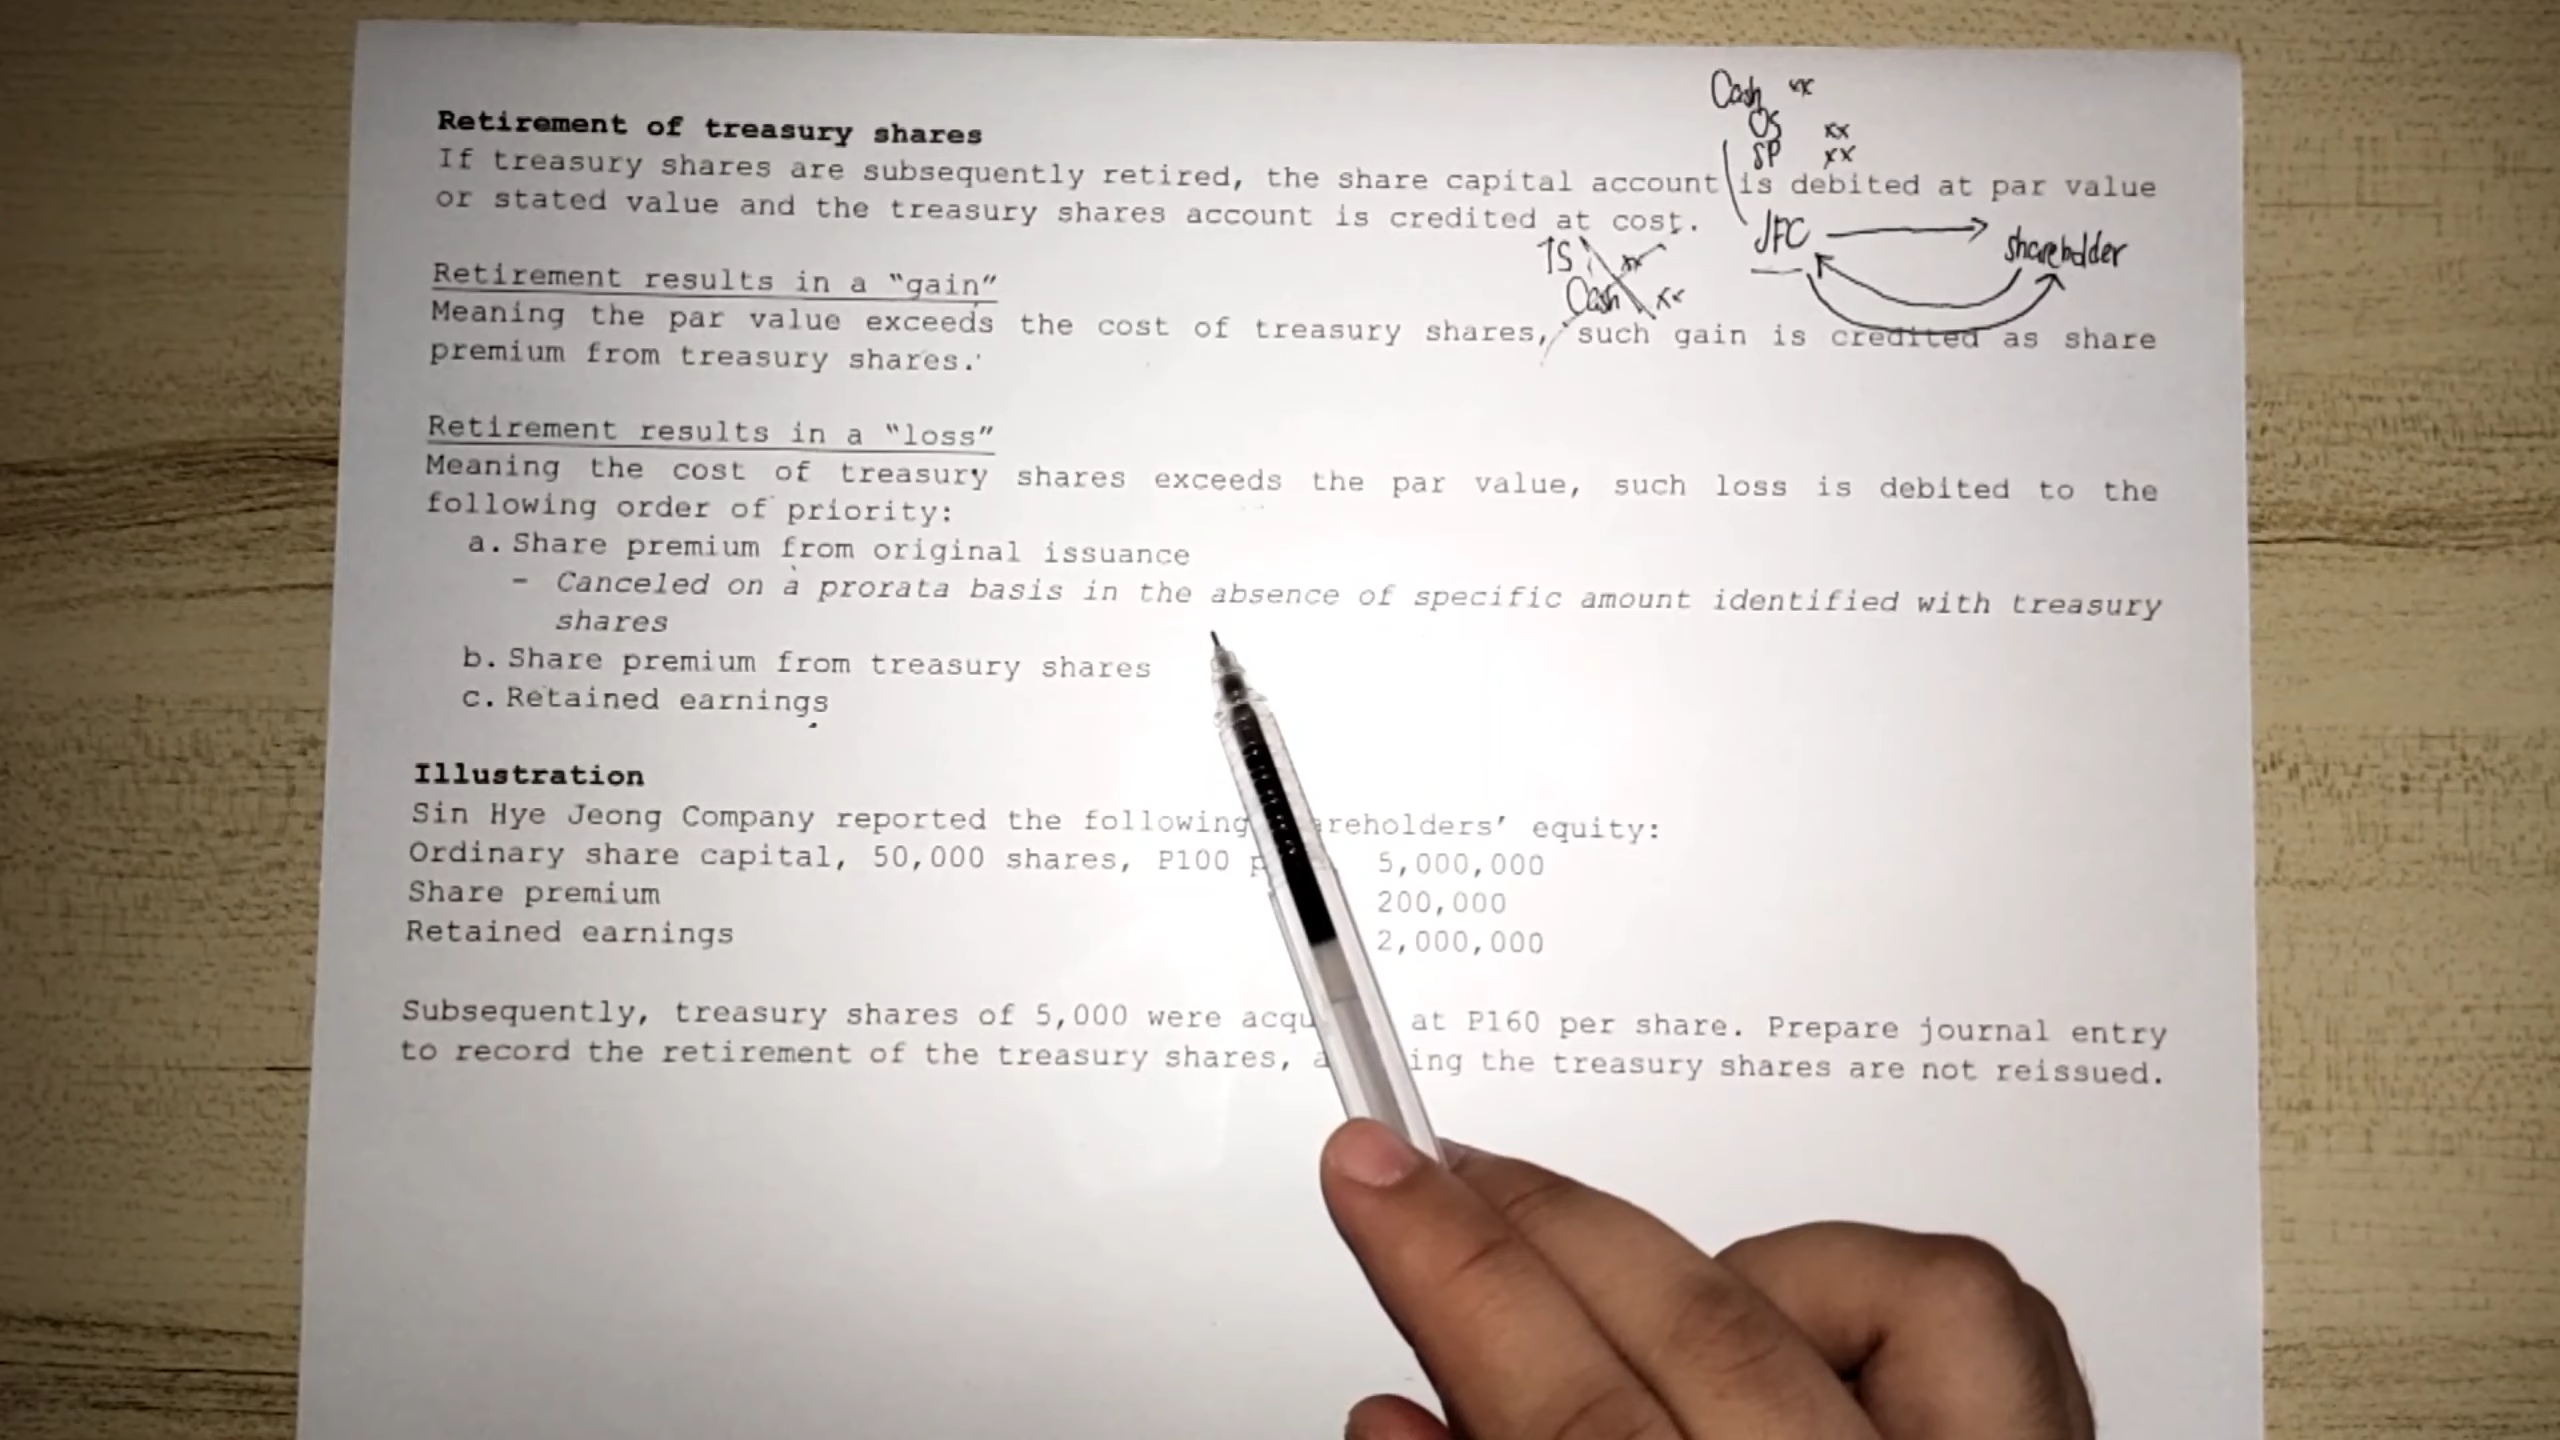 Cash xx
OS xx
SP xx
Retirement of treasury shares
If treasury shares are subsequently retired, the share capital account is debited at par value
or stated value and the treasury shares account is credited at cost.
JFC shareholder
TS xx
Cash xx
Retirement results in a "gain"
Meaning the par value exceeds the cost of treasury shares, such gain is credited as share
premium from treasury shares.
Retirement results in a "loss"
Meaning the cost of treasury shares exceeds the par value, such loss is debited to the
following order of priority:
a. Share premium from original issuance
- Canceled on a prorata basis in the absence of specific amount identified with treasury
shares
b. Share premium from treasury shares
c. Retained earnings
Illustration
Sin Hye Jeong Company reported the following reholders' equity:
Ordinary share capital, 50,000 shares, P100 p 5,000,000
Share premium 200,000
Retained earnings 2,000,000
Subsequently, treasury shares of 5,000 were acqu at P160 per share. Prepare journal entry
to record the retirement of the treasury shares, a ing the treasury shares are not reissued.